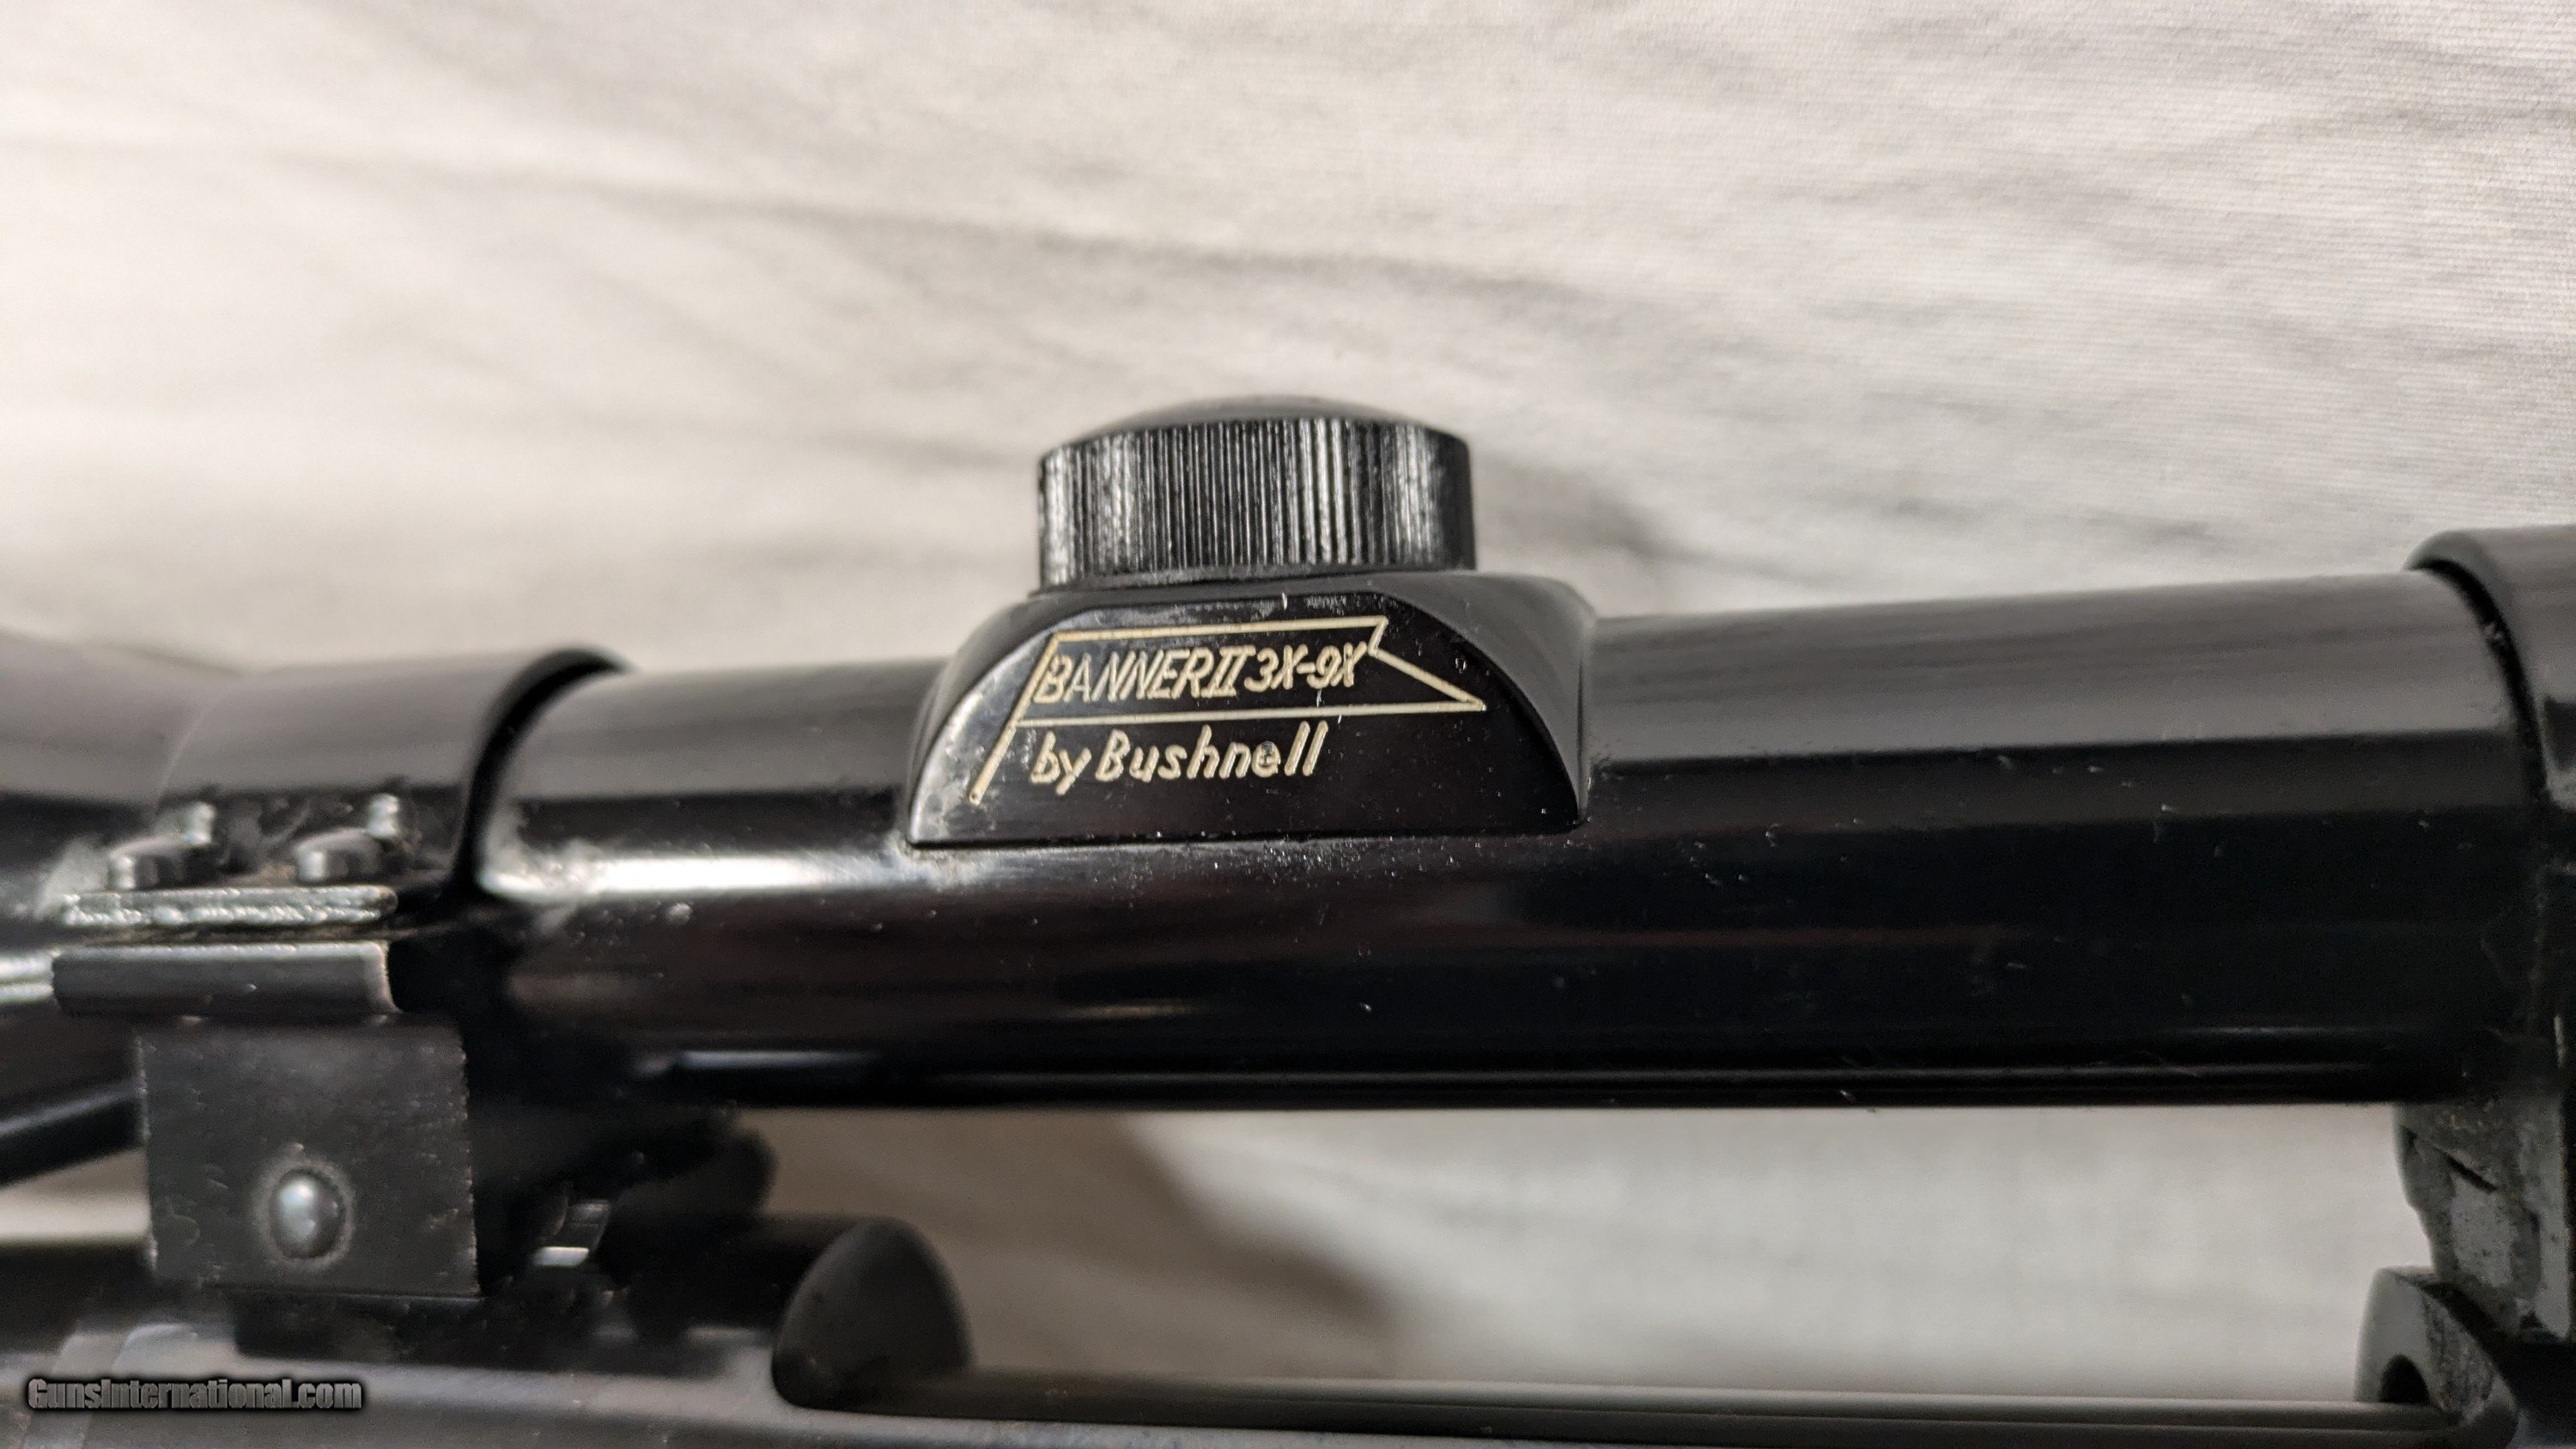 BANNER II 3X-9X
by Bushnell
GunsInternational.com